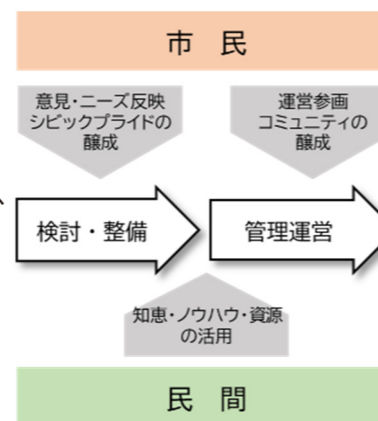 市　民
意見・ニーズ反映
シビックプライドの
醸成
運営参画
コミュニティの
醸成
検討・整備
管理運営
知恵・ノウハウ・資源
の活用
民　間